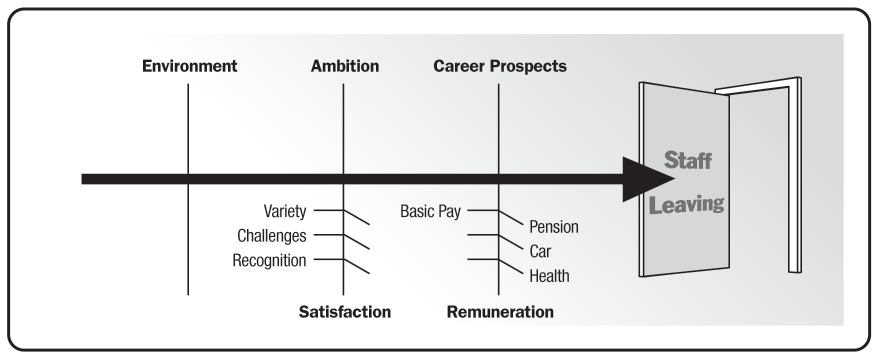 Environment
Ambition
Career Prospects
Staff
Leaving
Variety
Challenges
Recognition
Basic Pay
Pension
Car
Health
Satisfaction
Remuneration